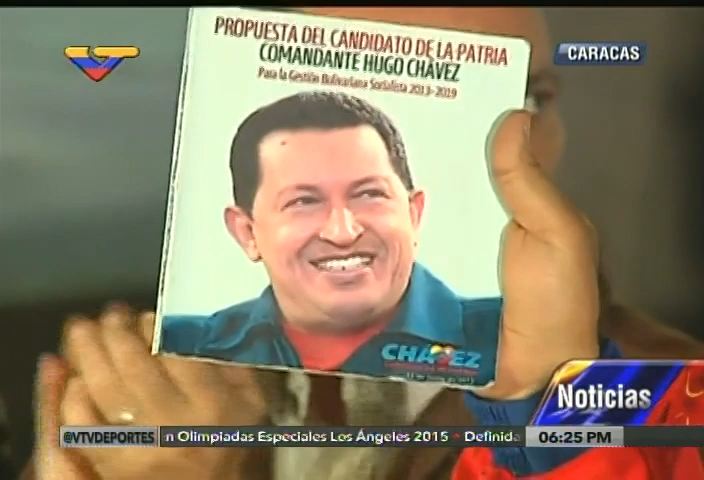 PROPUESTA DEL CANDIDATO DE LA PATRIA
COMANDANTE HUGO CHÁVEZ
Para la Gestión Bolivariana Socialista 2013-2019
CARACAS
CHÁVEZ
Noticias
@VTVDEPORTES
n Olimpiadas Especiales Los Ángeles 2015 • Definida
06:25 PM